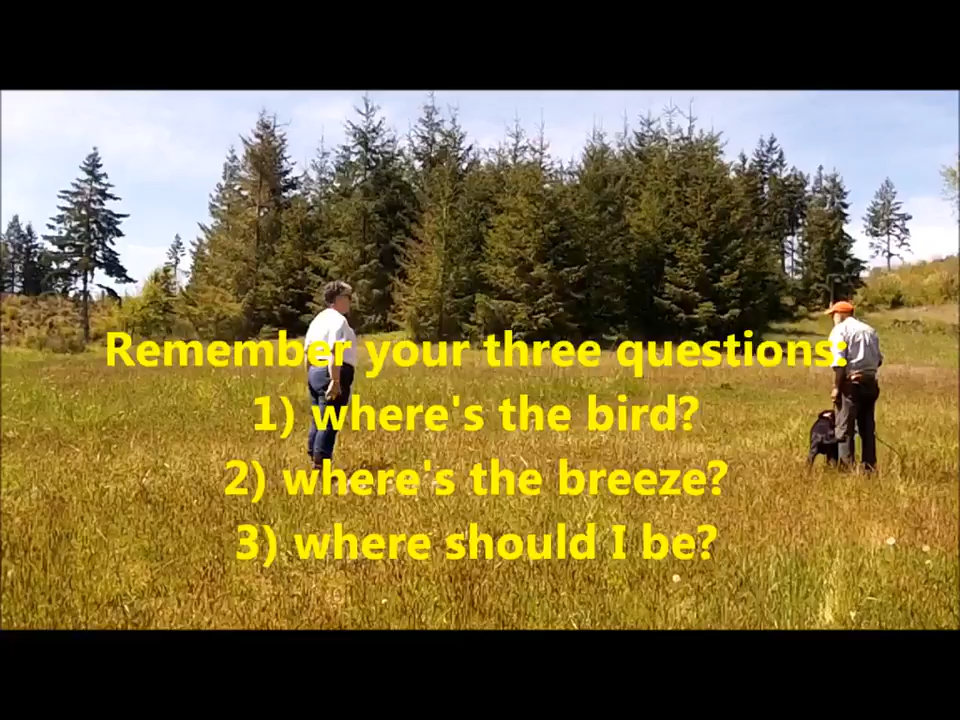 Remember your three questions:
1) where's the bird?
2) where's the breeze?
3) where should I be?